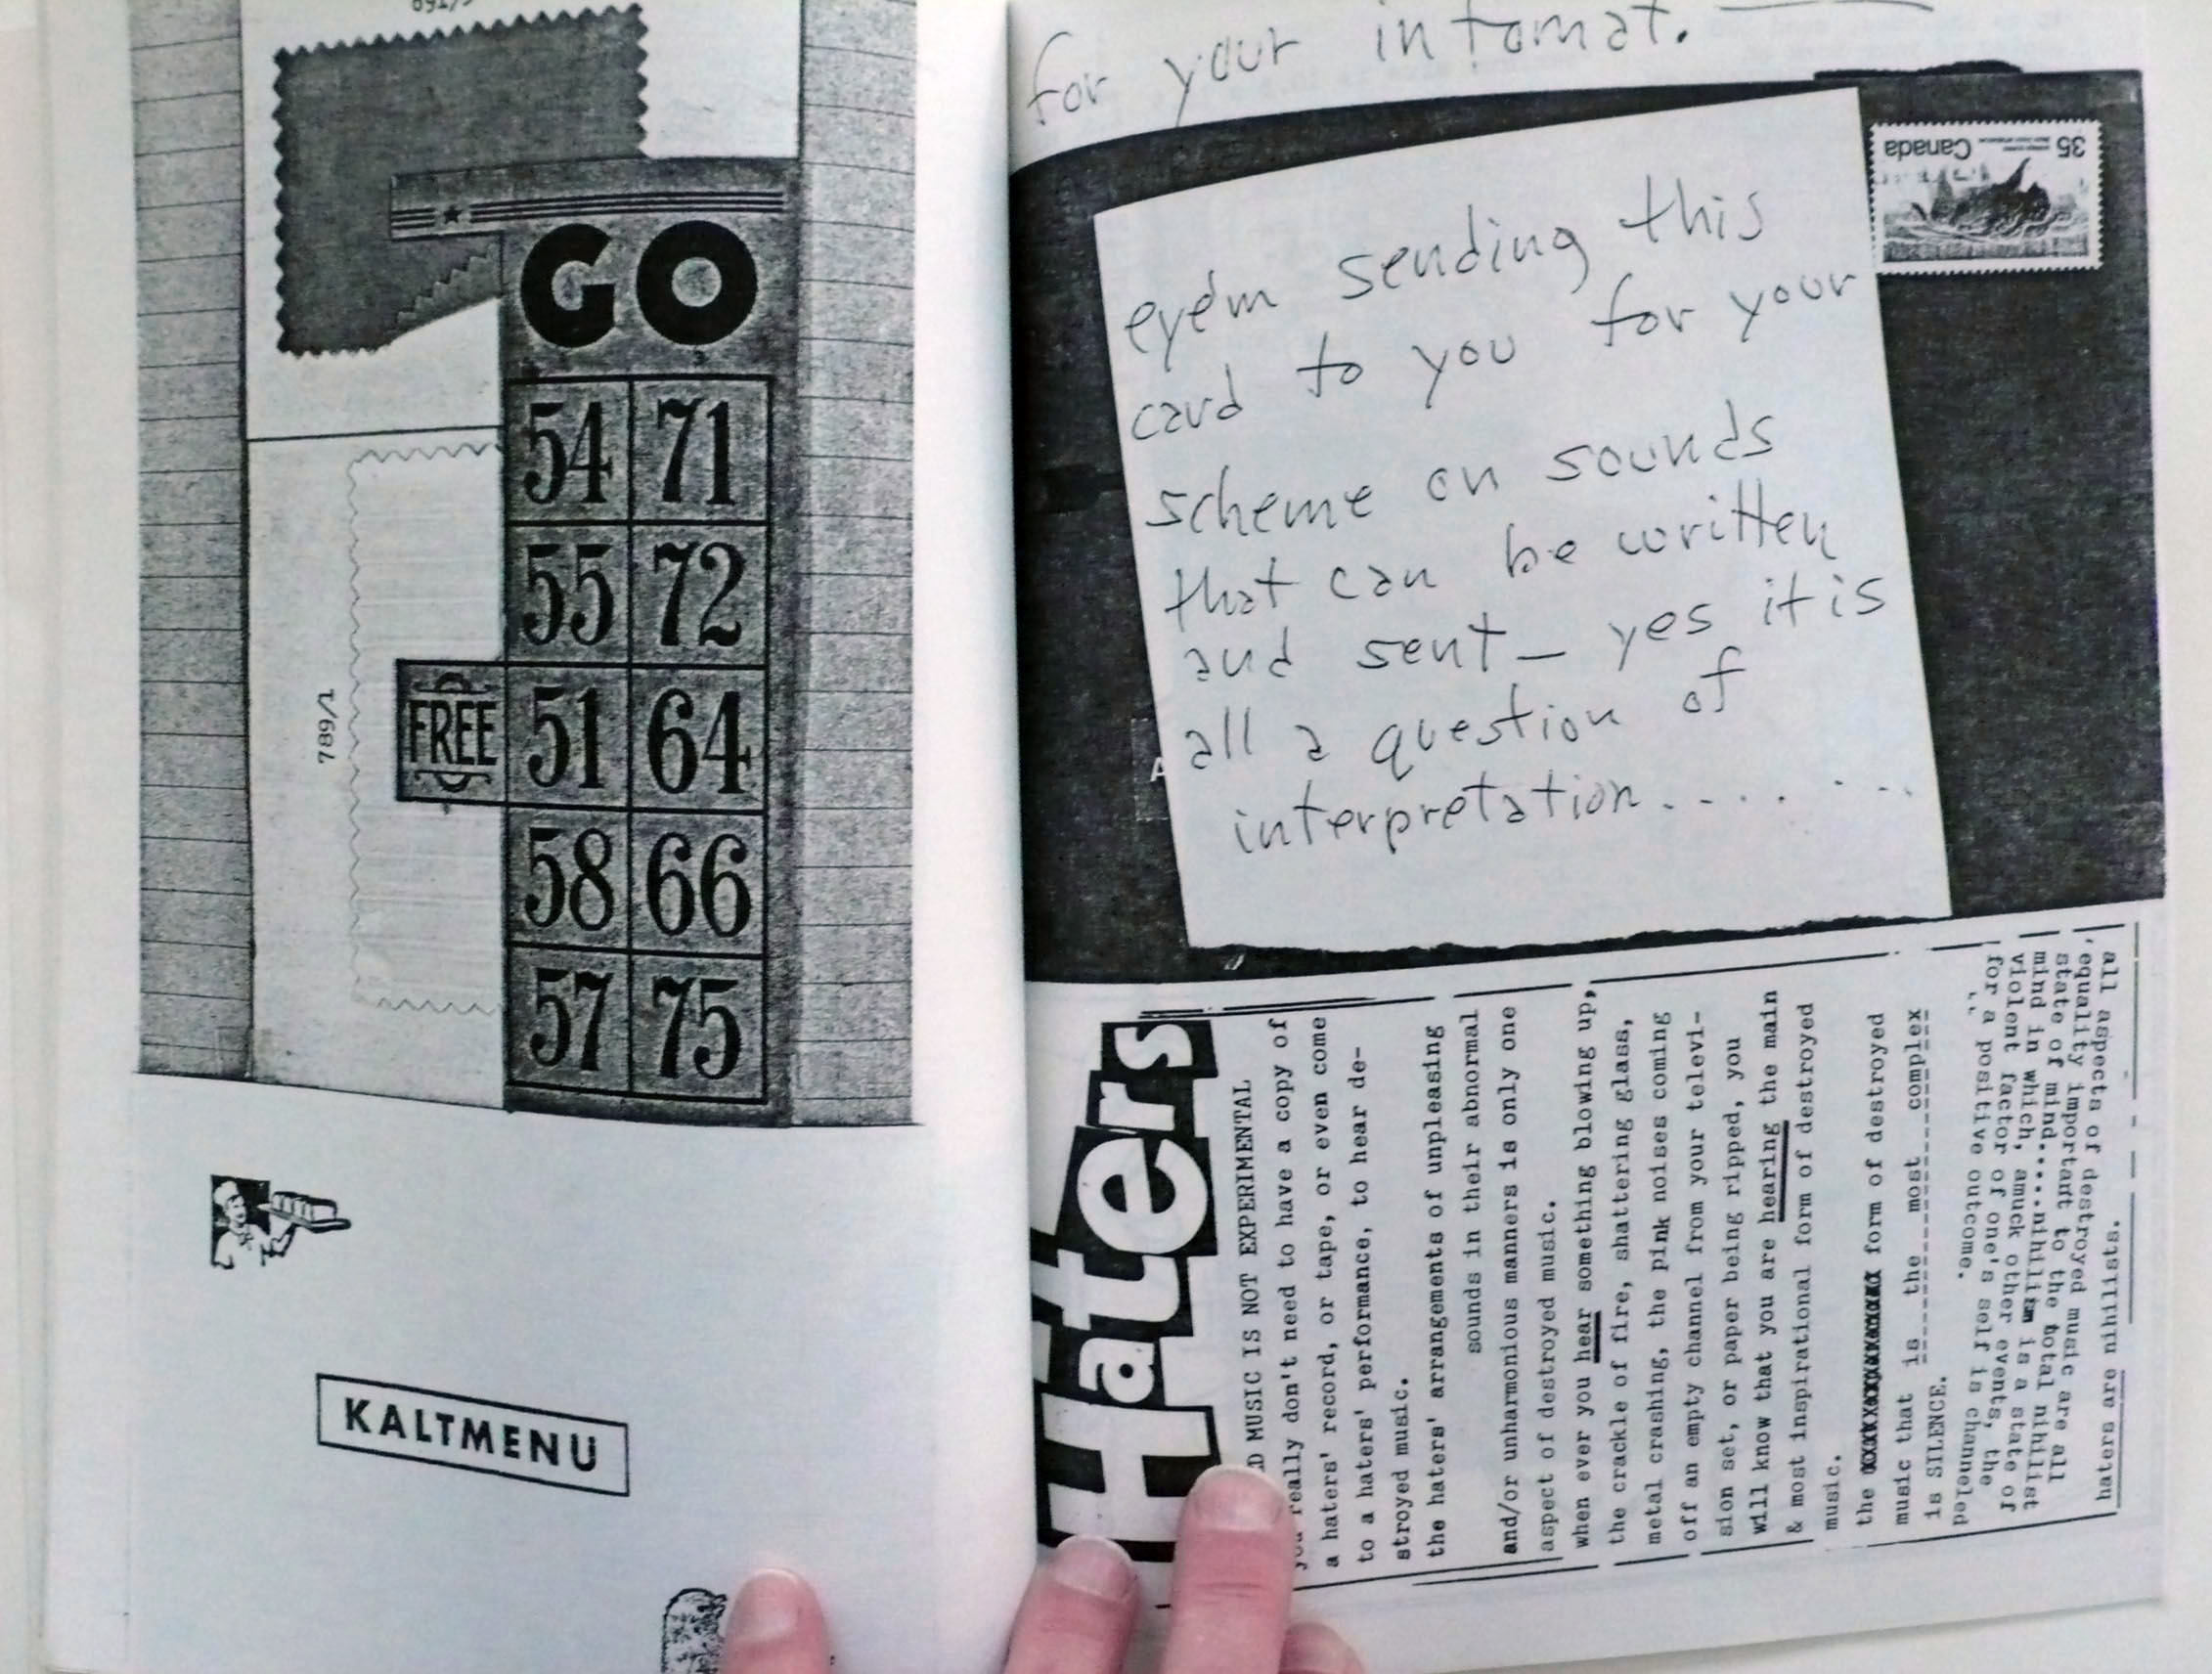 GO
54 71
55 72
FREE 51 64
58 66
57 75
789/1
KALTMENU
for your intomat.
35 Canada
eyem sending this
card to you for your
scheme on sounds
that can be written
and sent — yes it is
all a question of
interpretation........
Haters
D MUSIC IS NOT EXPERIMENTAL
you really don't need to have a copy of
a haters' record, or tape, or even come
to a haters' performance, to hear de-
stroyed music.
the haters' arrangements of unpleasing
sounds in their abnormal
and/or unharmonious manners is only one
aspect of destroyed music.
when ever you hear something blowing up,
the crackle of fire, shattering glass,
metal crashing, the pink noises coming
off an empty channel from your televi-
sion set, or paper being ripped, you
will know that you are hearing the main
& most inspirational form of destroyed
music.
the form of destroyed
music that is the most complex
is SILENCE.
all aspects of destroyed music are all
'equality important to the total nihilist
state of mind.....nihilism is a state of
mind in which, amuck other events, the
violent factor of one's self is channeled
for a positive outcome.
haters are nihilists.